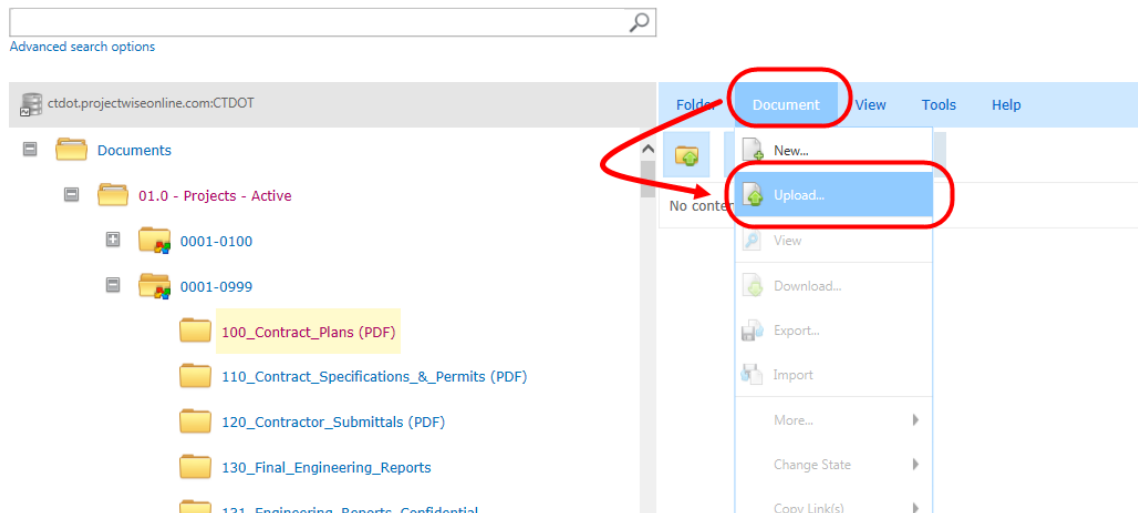 Advanced search options
ctdot.projectwiseonline.com:CTDOT
Folder Document View Tools Help
Documents
01.0 - Projects - Active
0001-0100
0001-0999
100_Contract_Plans (PDF)
110_Contract_Specifications_&_Permits (PDF)
120_Contractor_Submittals (PDF)
130_Final_Engineering_Reports
131_Engineering_Reports_Confidential
No conten
New...
Upload...
View
Download...
Export...
Import
More...
Change State
Copy Link(s)